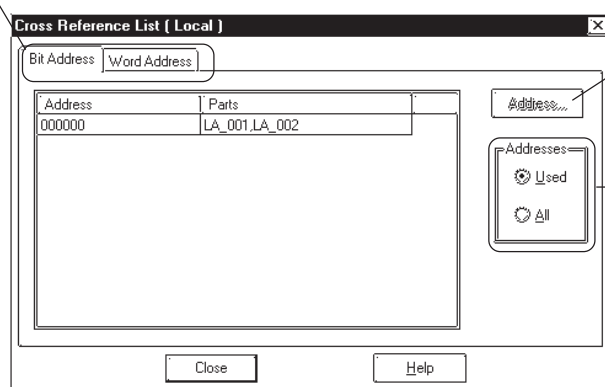 Cross Reference List ( Local )
Bit Address Word Address
Address Parts
000000 LA_001,LA_002
Address...
Addresses
Used
All
Close Help